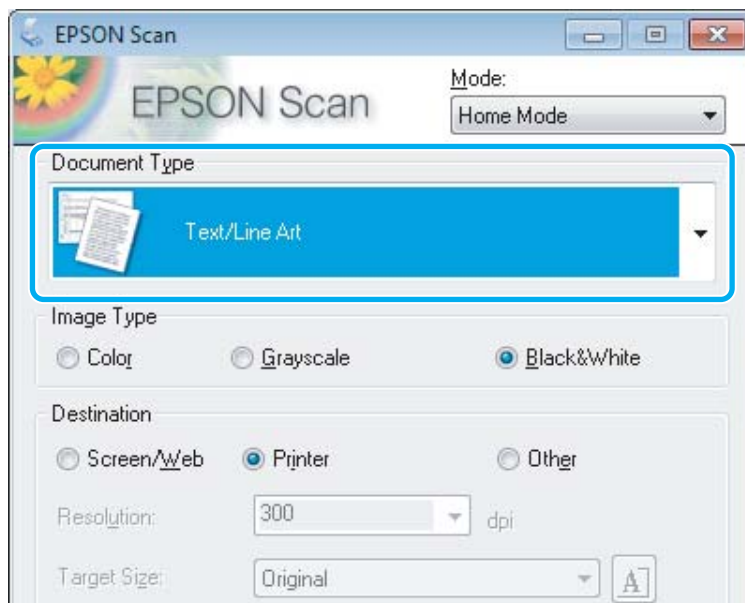 EPSON Scan
EPSON Scan
Mode:
Home Mode
Document Type
Text/Line Art
Image Type
Color Grayscale Black&White
Destination
Screen/Web Printer Other
Resolution: 300 dpi
Target Size: Original A